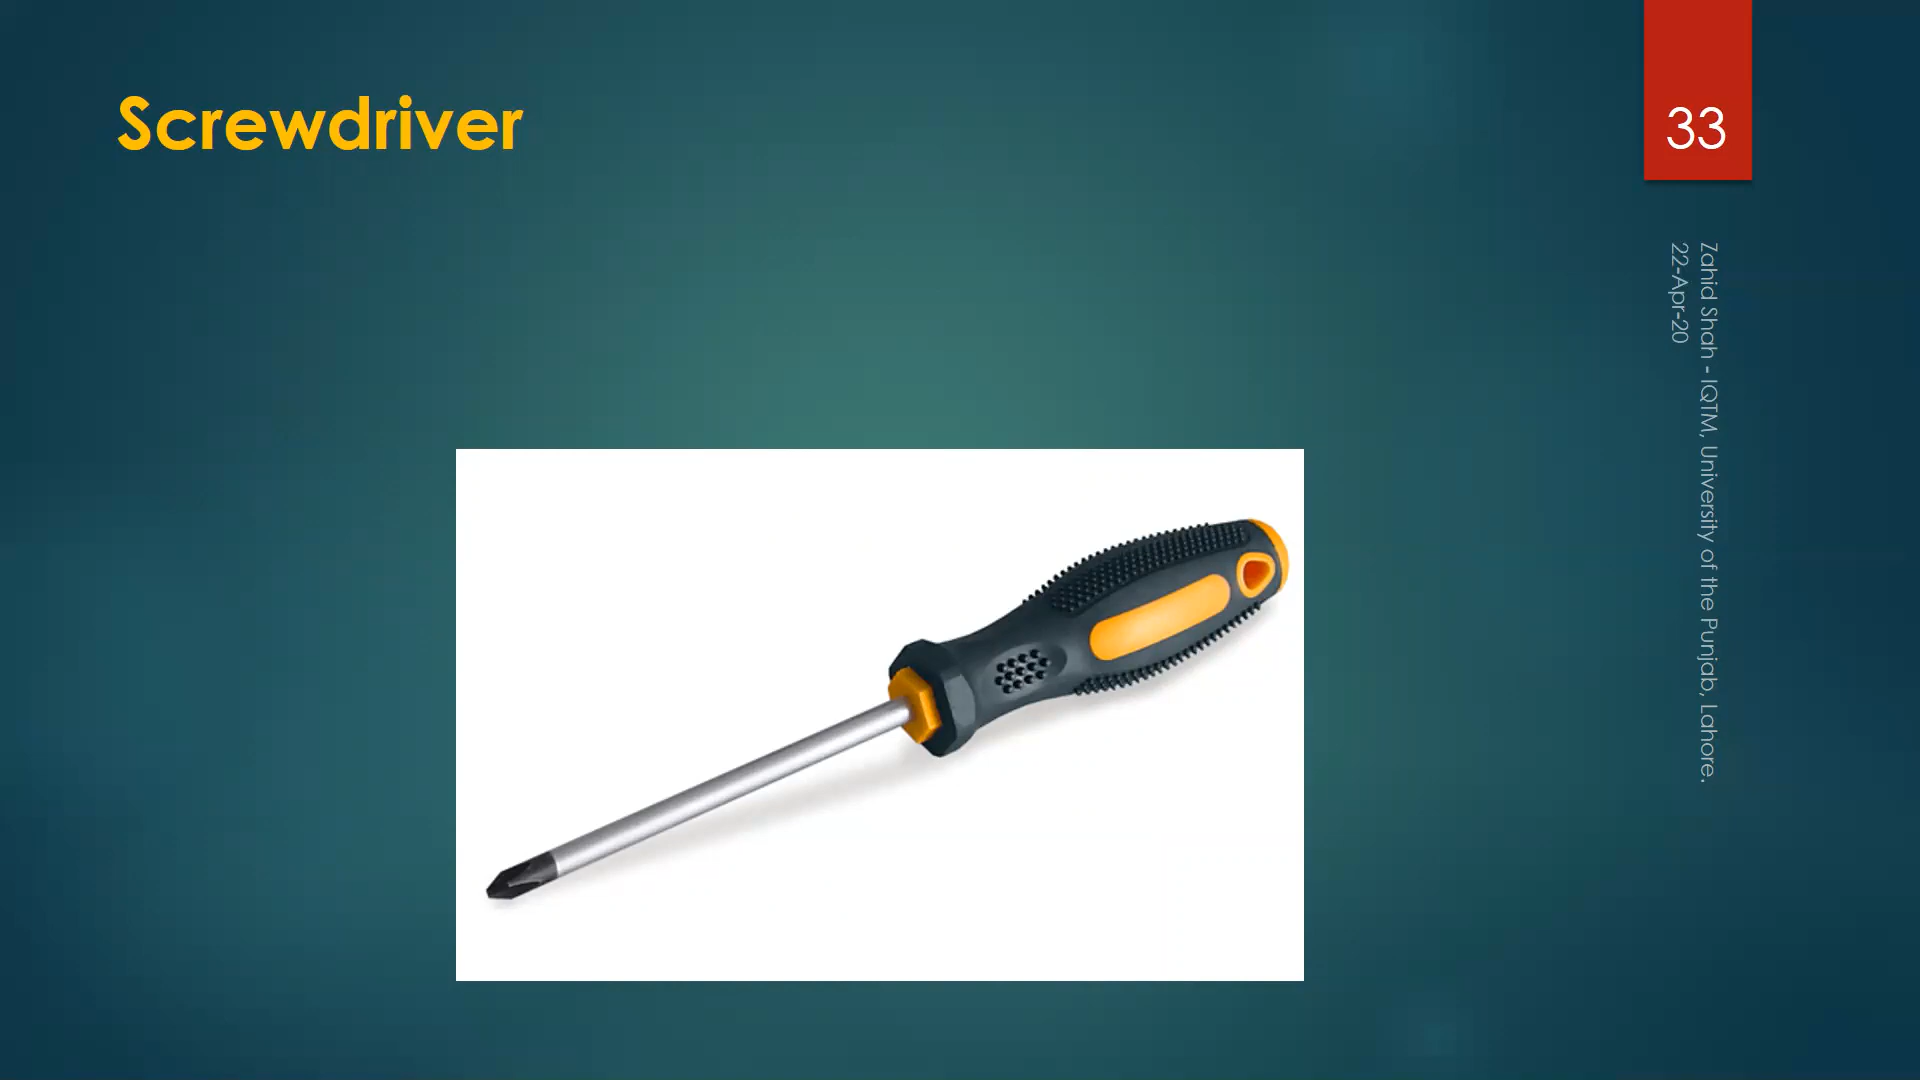 Screwdriver
33
Zahid Shah - IQTM, University of the Punjab, Lahore.
22-Apr-20